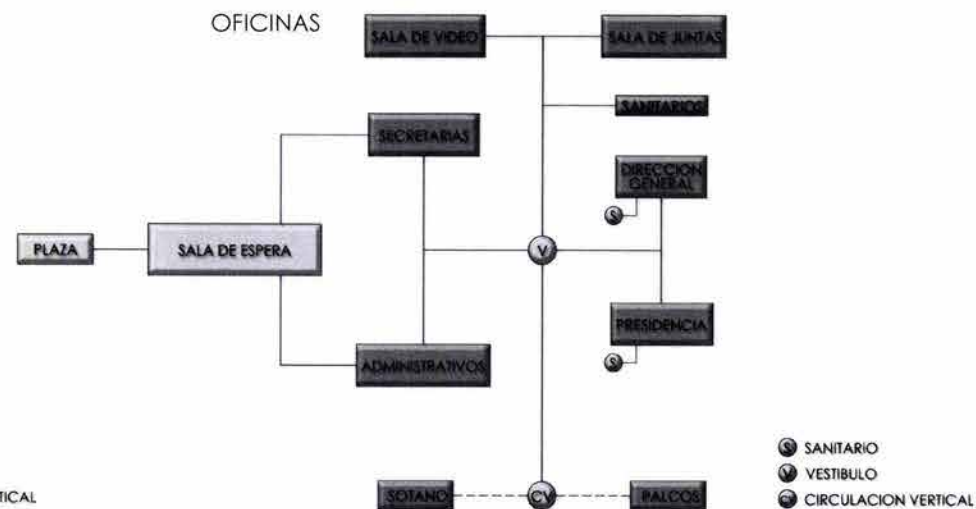 OFICINAS
SALA DE VIDEO
SALA DE JUNTAS
SANITARIOS
SECRETARIAS
DIRECCION
GENERAL
S
PLAZA
SALA DE ESPERA
V
PRESIDENCIA
S
ADMINISTRATIVOS
S SANITARIO
V VESTIBULO
SOTANO
CV
PALCOS
CV CIRCULACION VERTICAL
TICAL